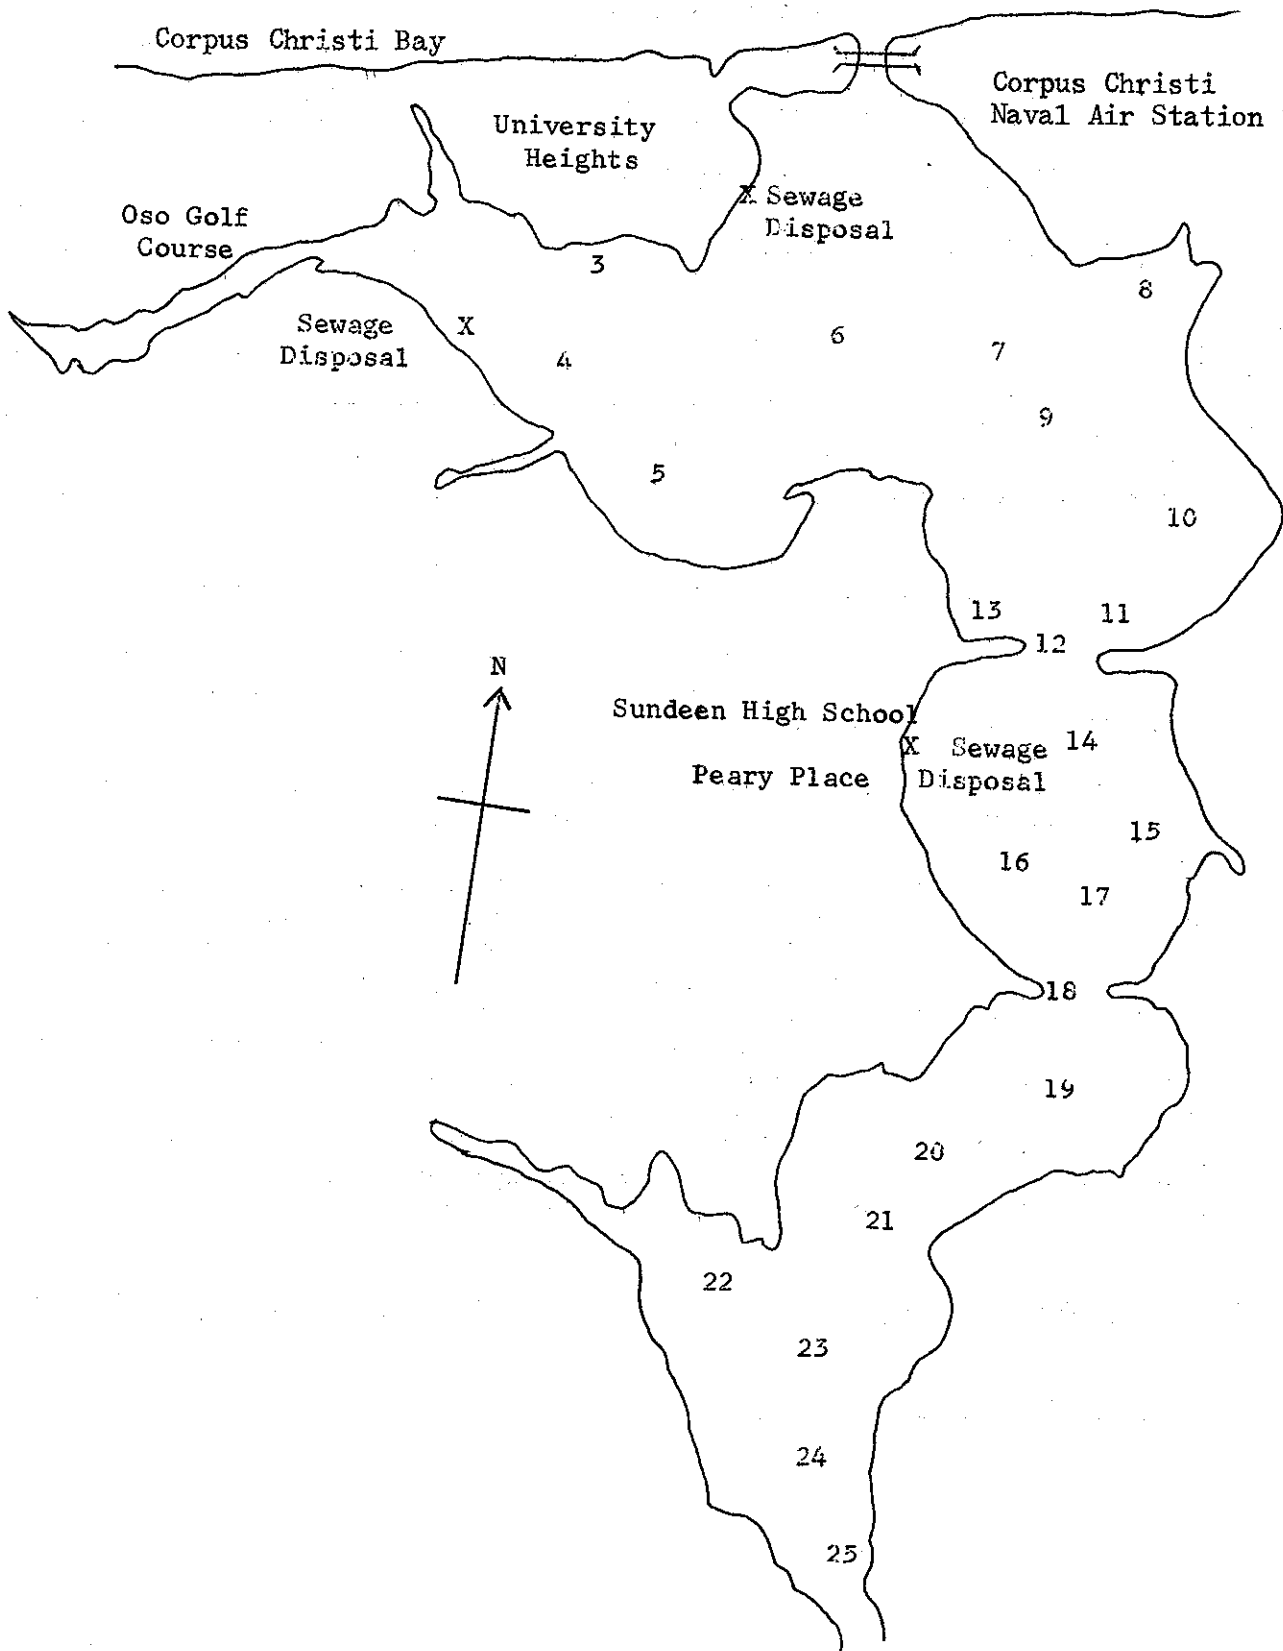 Corpus Christi Bay
Corpus Christi
Naval Air Station
University
Heights
X Sewage
Disposal
Oso Golf
Course
3
8
Sewage
Disposal
X
4
6
7
9
5
10
13
11
12
N
Sundeen High School
X Sewage
Disposal
14
Peary Place
15
16
17
18
19
20
21
22
23
24
25